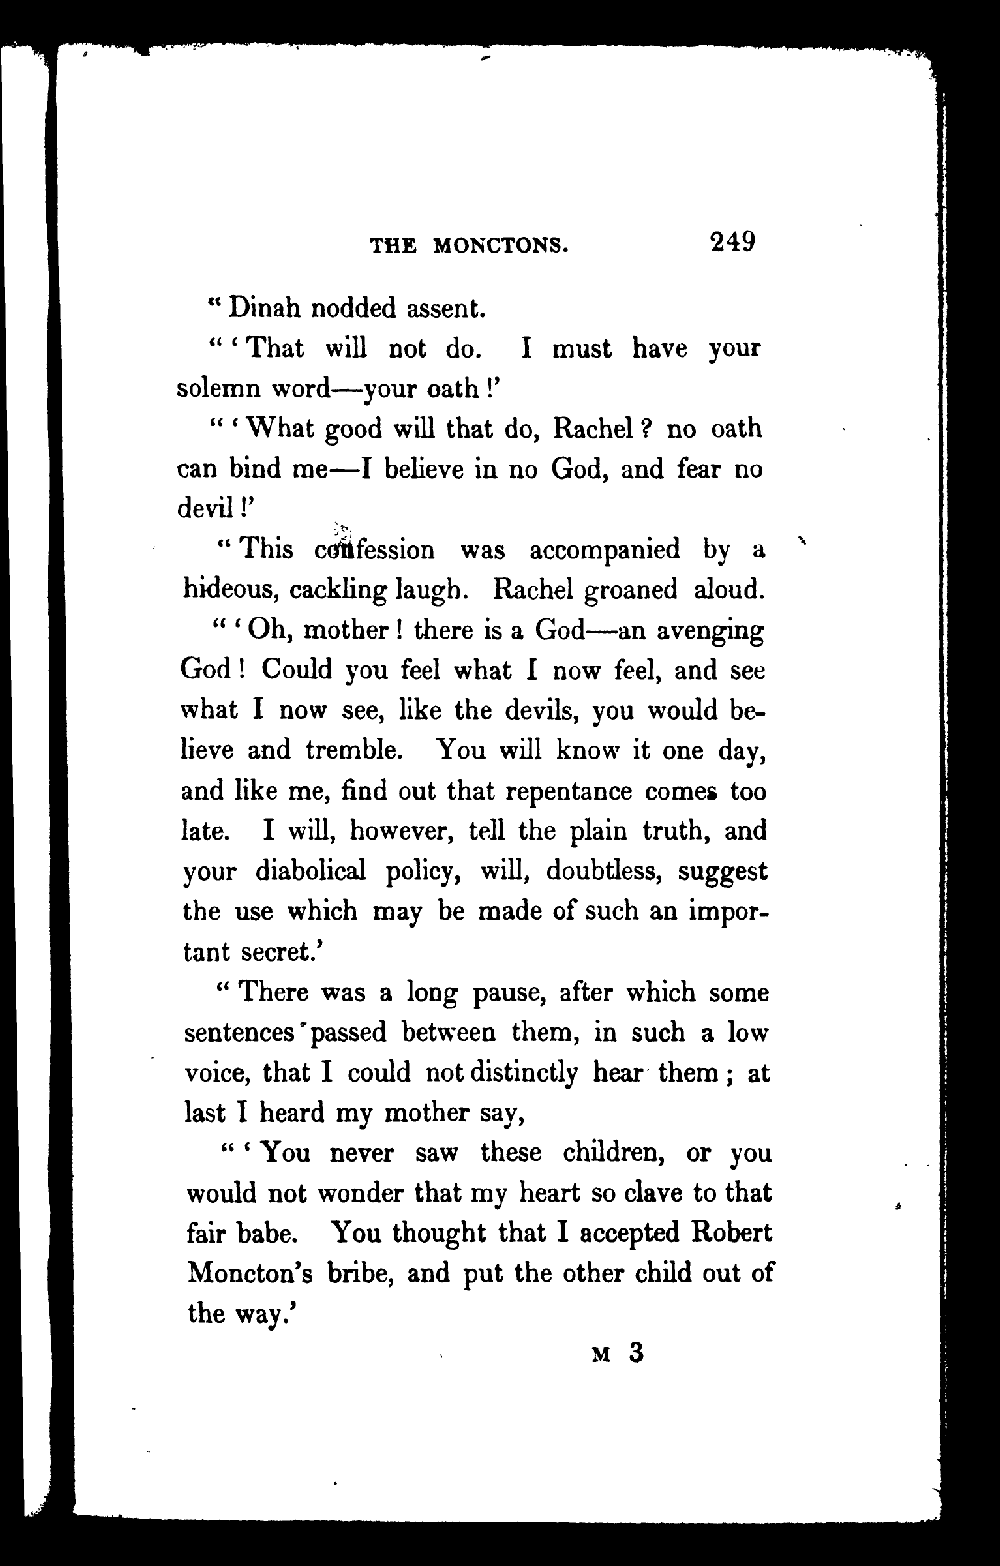 THE MONCTONS. 249
“ Dinah nodded assent.
“ ‘ That will not do. I must have your
solemn word—your oath !’
“ ‘ What good will that do, Rachel ? no oath
can bind me—I believe in no God, and fear no
devil !’
“ This confession was accompanied by a
hideous, cackling laugh. Rachel groaned aloud.
“ ‘ Oh, mother ! there is a God—an avenging
God ! Could you feel what I now feel, and see
what I now see, like the devils, you would be-
lieve and tremble. You will know it one day,
and like me, find out that repentance comes too
late. I will, however, tell the plain truth, and
your diabolical policy, will, doubtless, suggest
the use which may be made of such an impor-
tant secret.’
“ There was a long pause, after which some
sentences passed between them, in such a low
voice, that I could not distinctly hear them ; at
last I heard my mother say,
“ ‘ You never saw these children, or you
would not wonder that my heart so clave to that
fair babe. You thought that I accepted Robert
Moncton’s bribe, and put the other child out of
the way.’
M 3